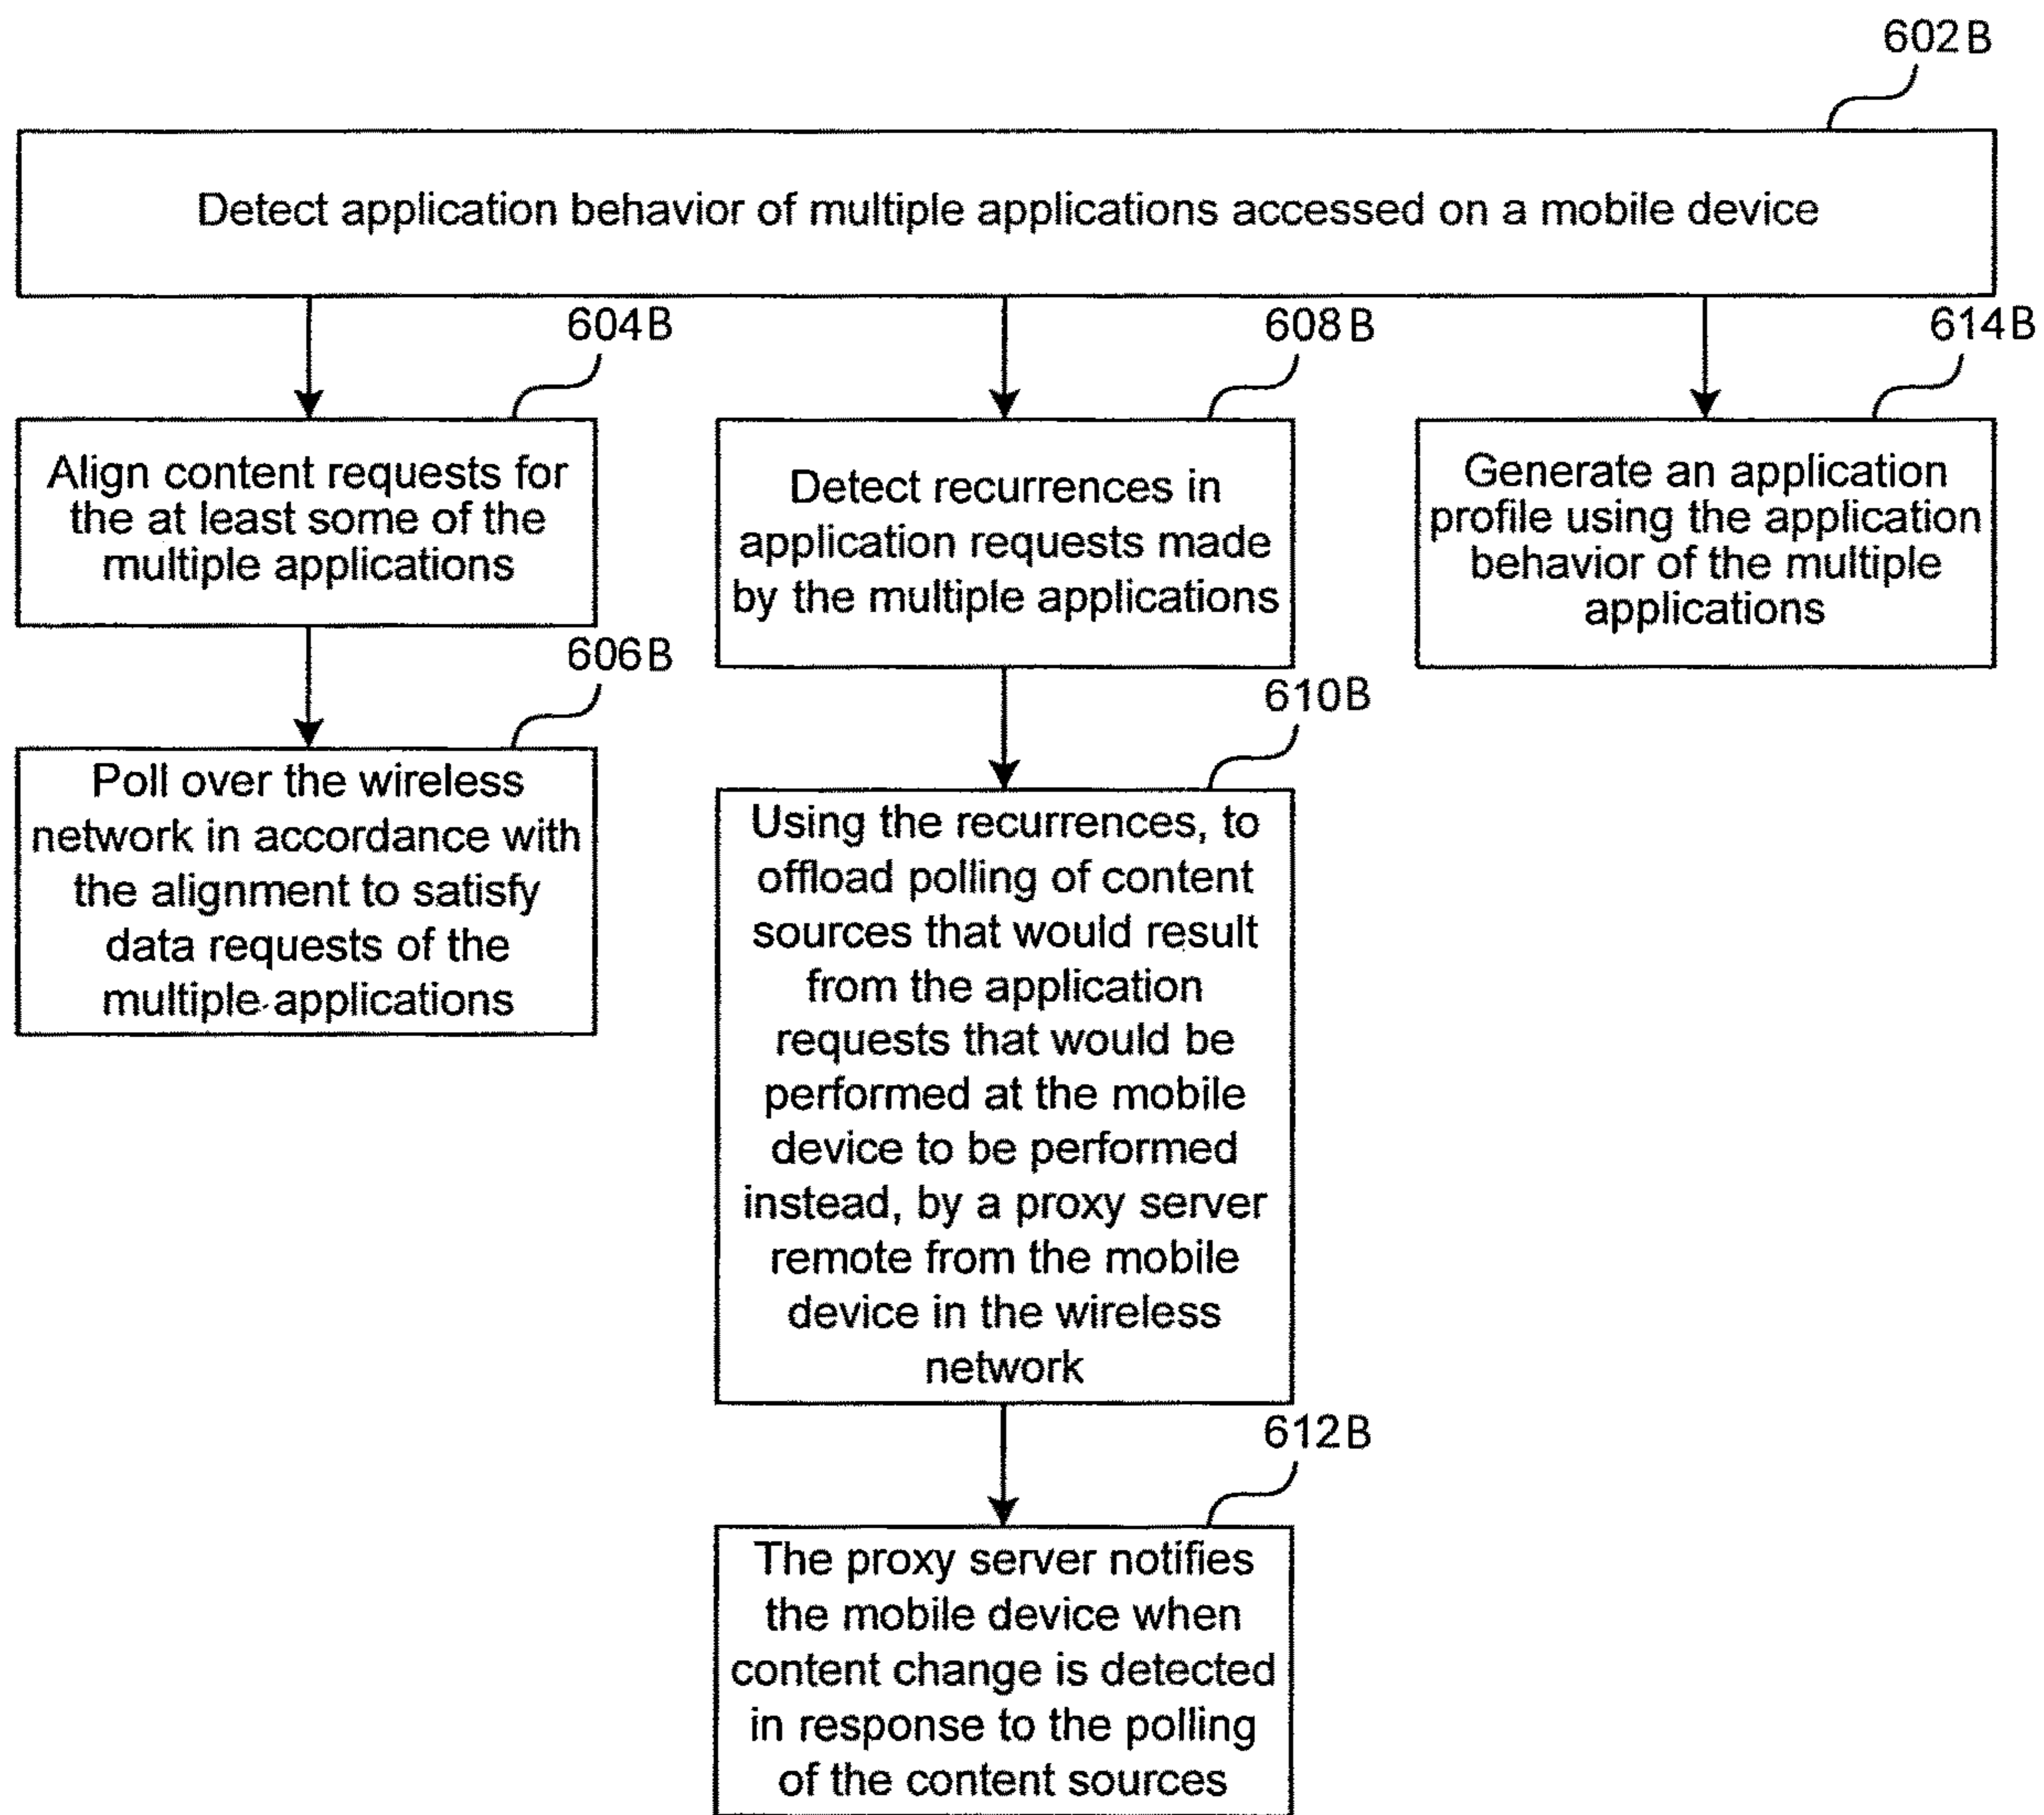 602B
Detect application behavior of multiple applications accessed on a mobile device
604B
Align content requests for
the at least some of the
multiple applications
606B
Poll over the wireless
network in accordance with
the alignment to satisfy
data requests of the
multiple applications
608B
Detect recurrences in
application requests made
by the multiple applications
610B
Using the recurrences, to
offload polling of content
sources that would result
from the application
requests that would be
performed at the mobile
device to be performed
instead, by a proxy server
remote from the mobile
device in the wireless
network
612B
The proxy server notifies
the mobile device when
content change is detected
in response to the polling
of the content sources
614B
Generate an application
profile using the application
behavior of the multiple
applications